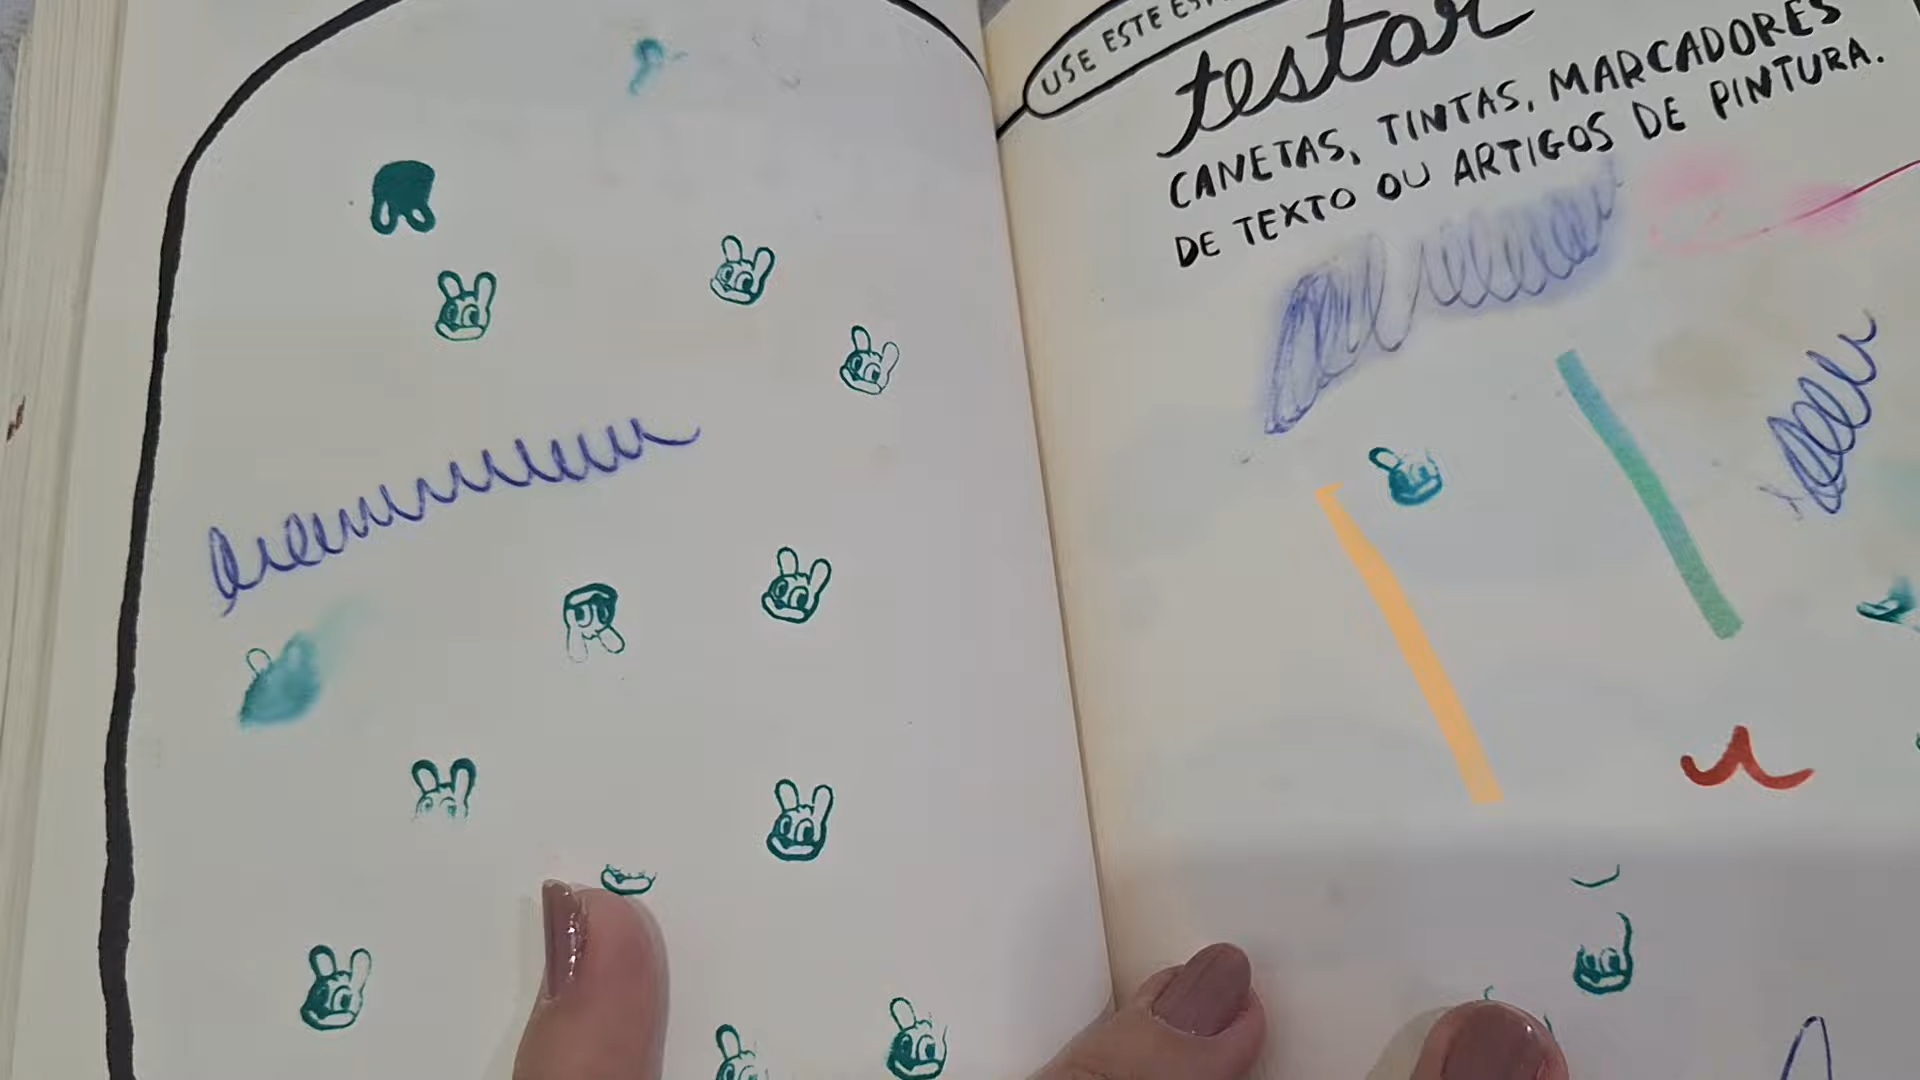 USE ESTE
testar
CANETAS, TINTAS, MARCADORES
DE TEXTO OU ARTIGOS DE PINTURA.